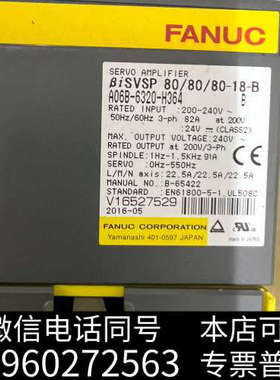 FANUC
SERVO AMPLIFIER
βiSVSP 80/80/80-18-B
A06B-6320-H364 B
RATED INPUT : 200-240V~
50Hz/60Hz 3-ph 82A at 200V
: 24V ⎓ (CLASS2)
MAX. OUTPUT VOLTAGE: 240V~
RATED OUTPUT at 200V/3-Ph
SPINDLE: 1Hz-1.5KHz 91A
SERVO: 0Hz-550Hz
L/M/N axis: 22.5A/22.5A/22.5A
MANUAL NO.: B-65422
STANDARD : EN61800-5-1,UL508C
V16527529
2016-05
FANUC CORPORATION
Yamanashi 401-0597 JAPAN
微信电话同号
960272563
本店可
专票普票